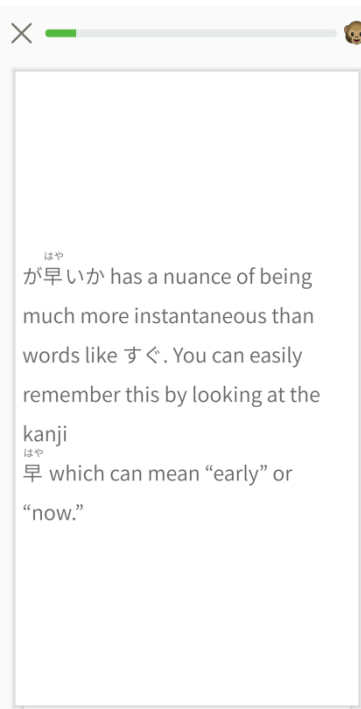 はや
が早いか has a nuance of being
much more instantaneous than
words like すぐ. You can easily
remember this by looking at the
kanji
はや
早 which can mean “early” or
“now.”